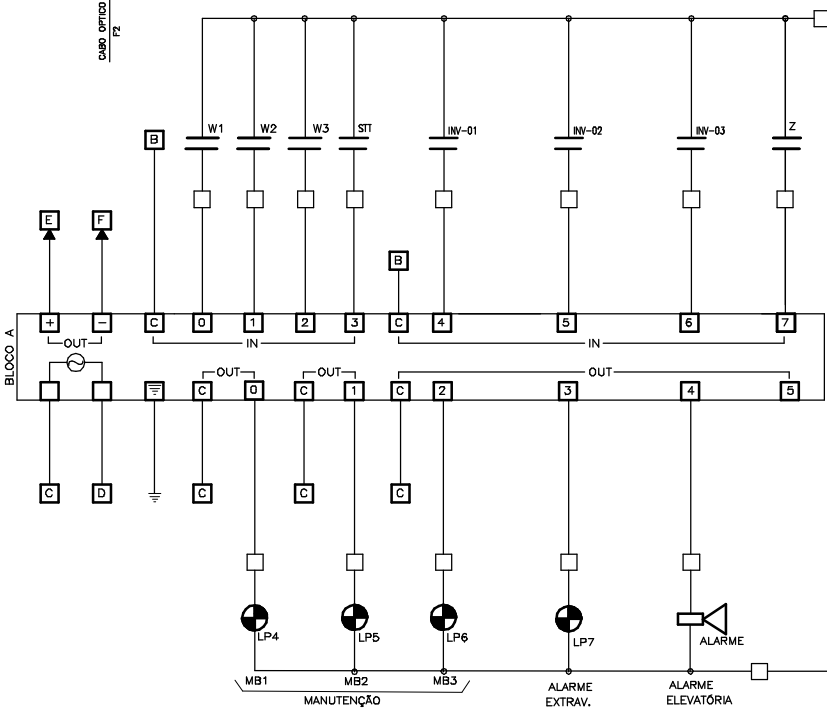 CABO OPTICO
F2
W1 W2 W3 STT INV-01 INV-02 INV-03 Z
B
E F
B
BLOCO A
+ - C 0 1 2 3 C 4 5 6 7
OUT IN IN
OUT OUT OUT
C 0 C 1 C 2 3 4 5
C D C C C
LP4 LP5 LP6 LP7 ALARME
MB1 MB2 MB3
MANUTENÇÃO
ALARME
EXTRAV.
ALARME
ELEVATÓRIA